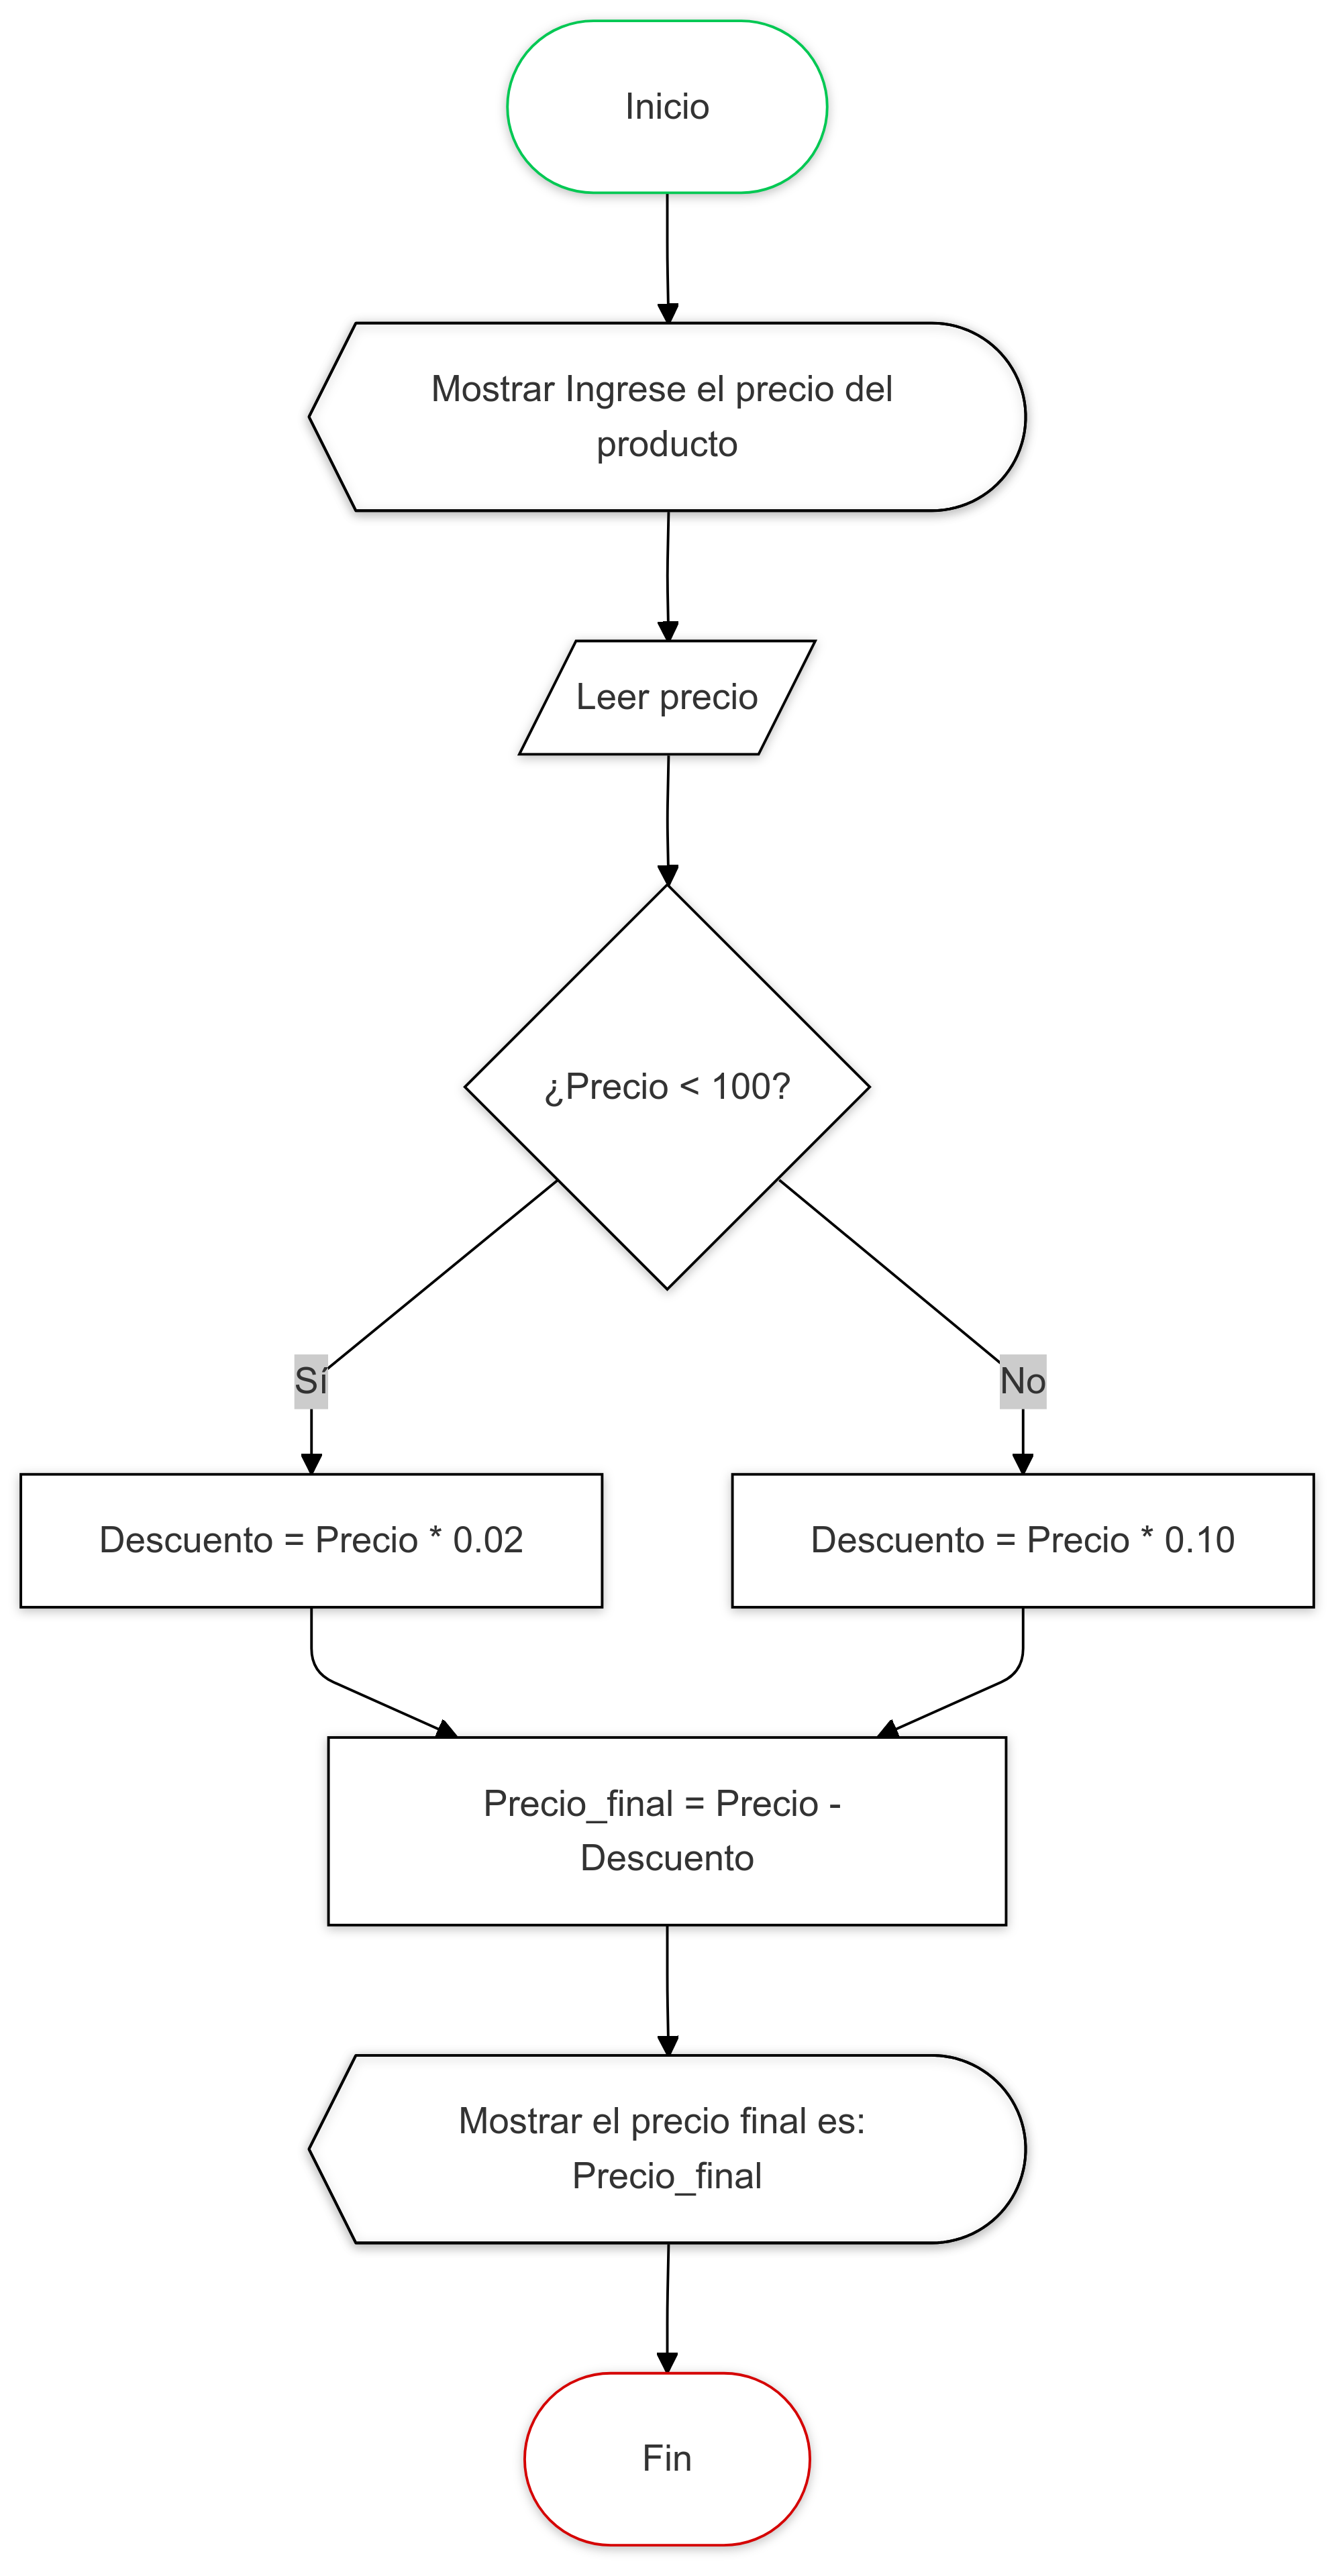 Inicio
Mostrar Ingrese el precio del
producto
Leer precio
¿Precio < 100?
Sí
No
Descuento = Precio * 0.02
Descuento = Precio * 0.10
Precio_final = Precio -
Descuento
Mostrar el precio final es:
Precio_final
Fin